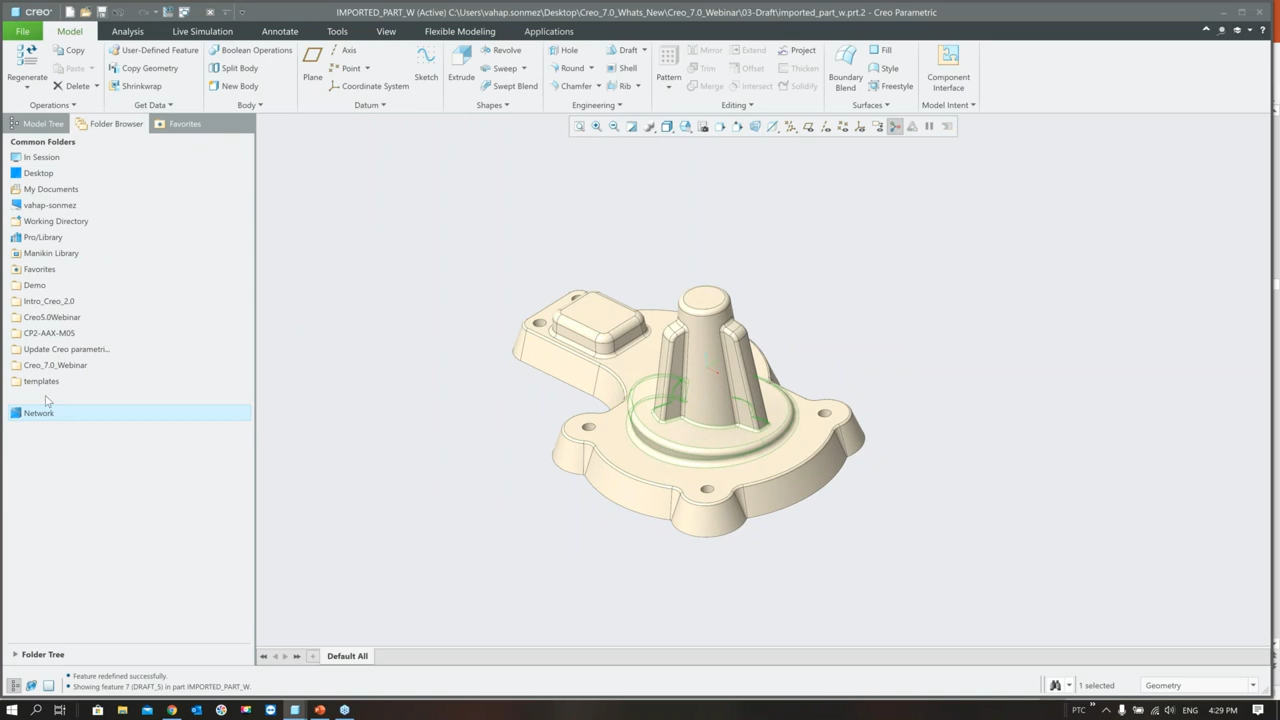 creo
IMPORTED_PART_W (Active) C:\Users\vahap.sonmez\Desktop\Creo_7.0_Whats_New\Creo_7.0_Webinar\03-Draft\imported_part_w.prt.2 - Creo Parametric
File Model Analysis Live Simulation Annotate Tools View Flexible Modeling Applications
Regenerate
Copy
Paste
Delete
Operations
User-Defined Feature
Copy Geometry
Shrinkwrap
Get Data
Boolean Operations
Split Body
New Body
Body
Plane
Axis
Point
Coordinate System
Sketch
Datum
Extrude
Revolve
Sweep
Swept Blend
Shapes
Hole
Round
Chamfer
Draft
Shell
Rib
Engineering
Pattern
Mirror
Trim
Merge
Extend
Offset
Intersect
Project
Thicken
Solidify
Editing
Boundary
Blend
Fill
Style
Freestyle
Surfaces
Component
Interface
Model Intent
Model Tree Folder Browser Favorites
Common Folders
In Session
Desktop
My Documents
vahap-sonmez
Working Directory
Pro/Library
Manikin Library
Favorites
Demo
Intro_Creo_2.0
Creo5.0Webinar
CP2-AAX-M05
Update Creo parametri...
Creo_7.0_Webinar
templates
Network
Folder Tree
Default All
• Feature redefined successfully.
• Showing feature 7 (DRAFT_5) in part IMPORTED_PART_W.
1 selected
Geometry
PTC ENG 4:29 PM